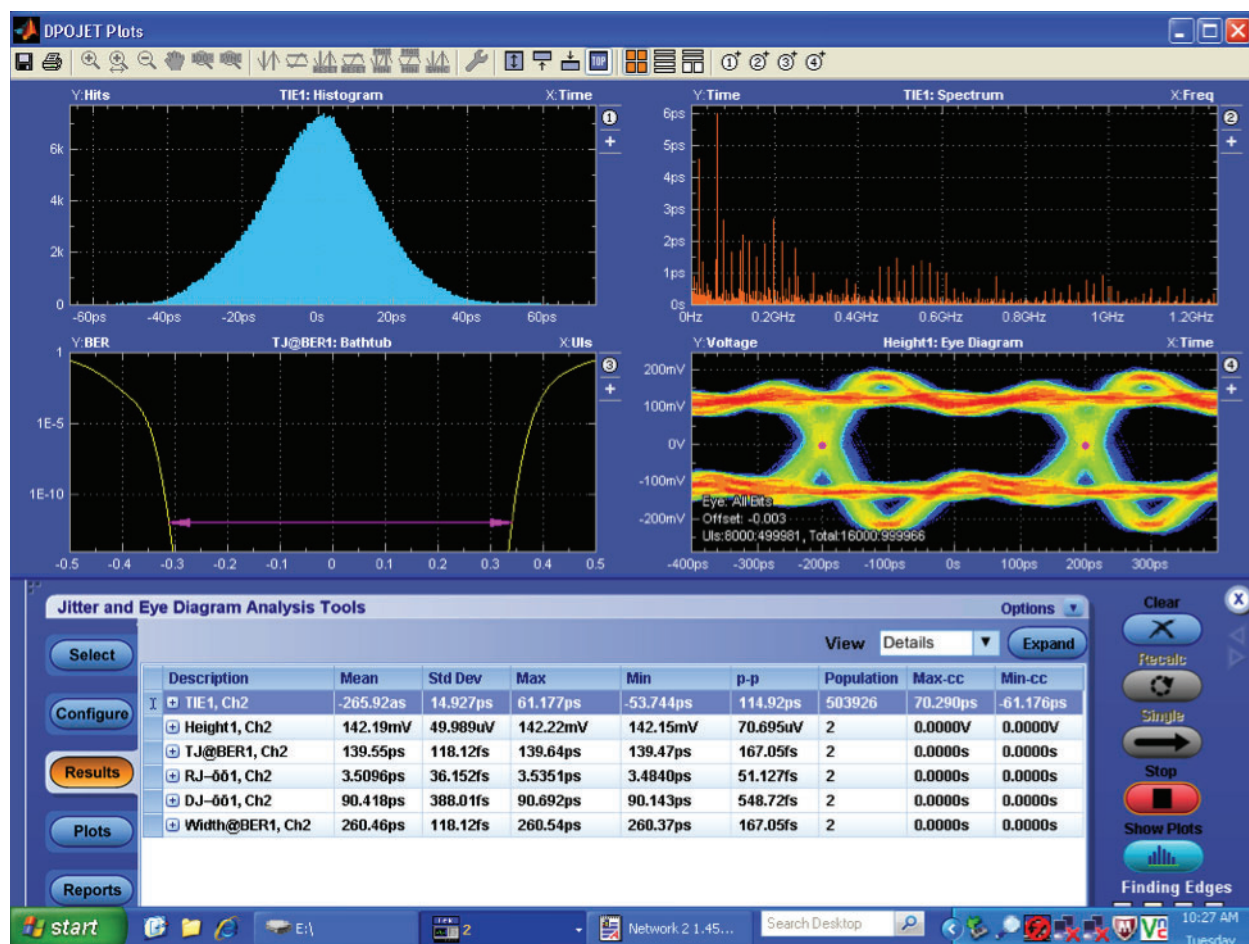 DPOJET Plots
TOP
Y:Hits TIE1: Histogram X:Time
1
6k
4k
2k
0
-60ps -40ps -20ps 0s 20ps 40ps 60ps
Y:Time TIE1: Spectrum X:Freq
2
6ps
5ps
4ps
3ps
2ps
1ps
0s
0Hz 0.2GHz 0.4GHz 0.6GHz 0.8GHz 1GHz 1.2GHz
Y:BER TJ@BER1: Bathtub X:UIs
3
1
1E-5
1E-10
-0.5 -0.4 -0.3 -0.2 -0.1 0 0.1 0.2 0.3 0.4 0.5
Y:Voltage Height1: Eye Diagram X:Time
4
200mV
100mV
0V
-100mV
-200mV
Eye: All Bits
Offset: -0.003
UIs:8000:499981, Total:16000:999966
-400ps -300ps -200ps -100ps 0s 100ps 200ps 300ps
Jitter and Eye Diagram Analysis Tools Options
View Details Expand
Select
Configure
Results
Plots
Reports
Description Mean Std Dev Max Min p-p Population Max-cc Min-cc
TIE1, Ch2 -265.92as 14.927ps 61.177ps -53.744ps 114.92ps 503926 70.290ps -61.176ps
Height1, Ch2 142.19mV 49.989uV 142.22mV 142.15mV 70.695uV 2 0.0000V 0.0000V
TJ@BER1, Ch2 139.55ps 118.12fs 139.64ps 139.47ps 167.05fs 2 0.0000s 0.0000s
RJ–δδ1, Ch2 3.5096ps 36.152fs 3.5351ps 3.4840ps 51.127fs 2 0.0000s 0.0000s
DJ–δδ1, Ch2 90.418ps 388.01fs 90.692ps 90.143ps 548.72fs 2 0.0000s 0.0000s
Width@BER1, Ch2 260.46ps 118.12fs 260.54ps 260.37ps 167.05fs 2 0.0000s 0.0000s
Clear
Recalc
Single
Stop
Show Plots
Finding Edges
start E:\ 2 Network 2 1.45... Search Desktop 10:27 AM
Tuesday